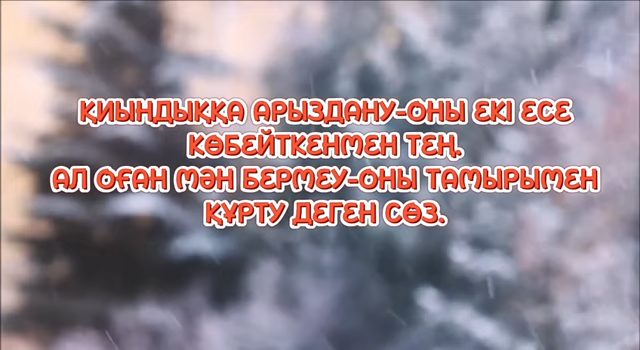 ҚИЫНДЫҚҚА АРЫЗДАНУ-ОНЫ ЕКІ ЕСЕ
КӨБЕЙТКЕНМЕН ТЕҢ.
АЛ ОҒАН МӘН БЕРМЕУ-ОНЫ ТАМЫРЫМЕН
ҚҰРТУ ДЕГЕН СӨЗ.